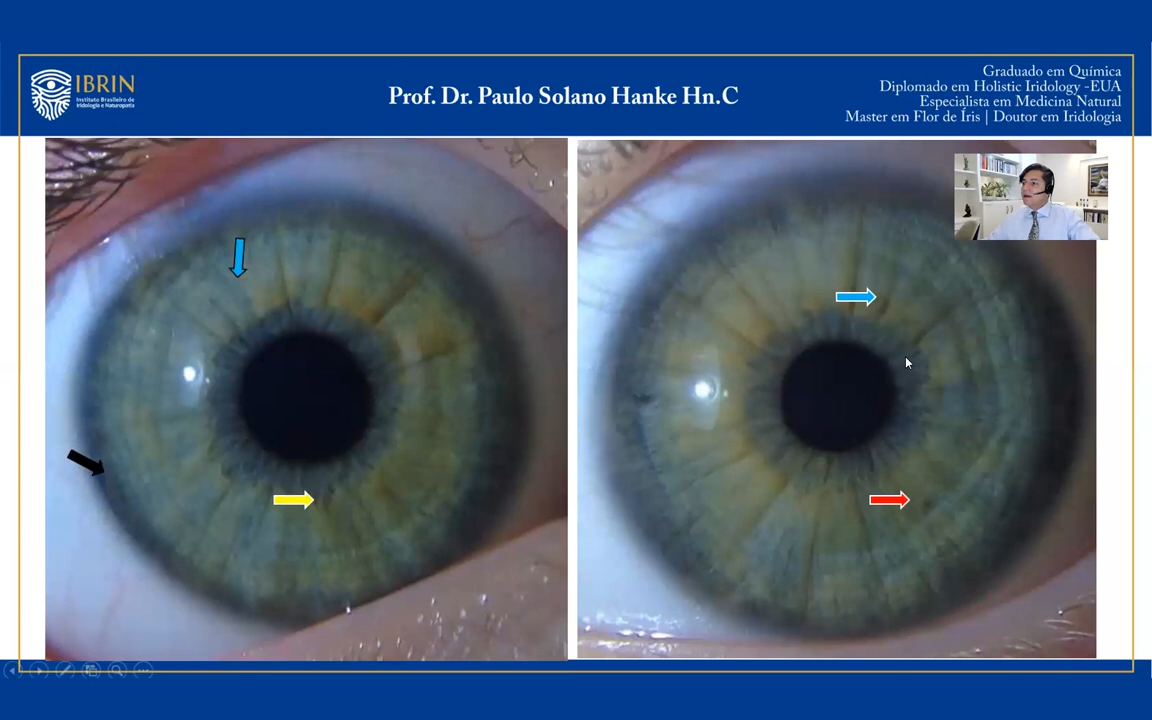 IBRIN
Instituto Brasileiro de
Iridologia e Naturopatia
Prof. Dr. Paulo Solano Hanke Hn.C
Graduado em Química
Diplomado em Holistic Iridology -EUA
Especialista em Medicina Natural
Master em Flor de Íris | Doutor em Iridologia